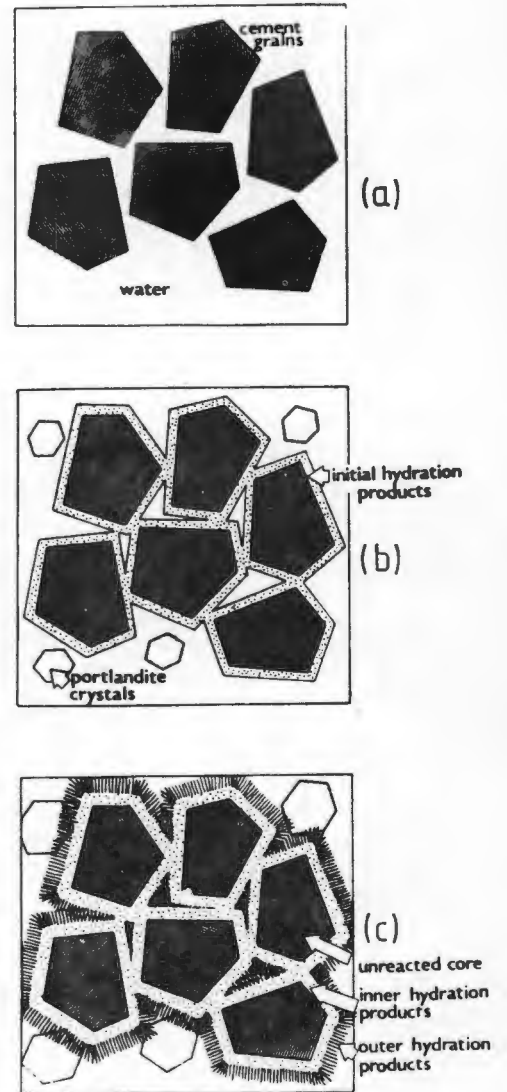 cement
grains
(a)
water
initial hydration
products
(b)
portlandite
crystals
(c)
unreacted core
inner hydration
products
outer hydration
products